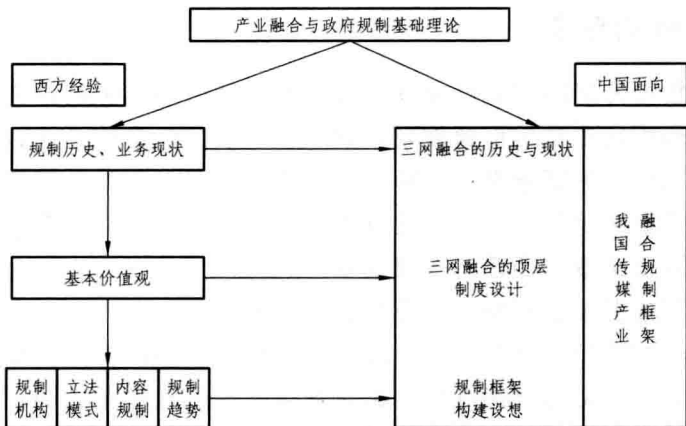 产业融合与政府规制基础理论
西方经验
中国面向
规制历史、业务现状
三网融合的历史与现状
基本价值观
三网融合的顶层
制度设计
我国传媒产业
融合规制框架
规制
机构
立法
模式
内容
规制
规制
趋势
规制框架
构建设想